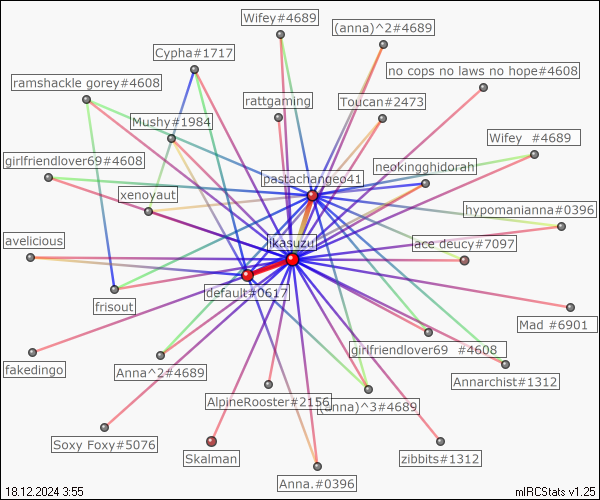 Wifey#4689
(anna)^2#4689
Cypha#1717
no cops no laws no hope#4608
ramshackle gorey#4608
rattgaming
Toucan#2473
Mushy#1984
Wifey #4689
girlfriendlover69#4608
neokingghidorah
pastachangeo41
xenoyaut
hypomanianna#0396
avelicious
ikasuzu
ace deucy#7097
default#0617
frisout
Mad #6901
girlfriendlover69 #4608
fakedingo
Anna^2#4689
Annarchist#1312
AlpineRooster#2156
(anna)^3#4689
Soxy Foxy#5076
Skalman
zibbits#1312
Anna.#0396
18.12.2024 3:55
mIRCStats v1.25